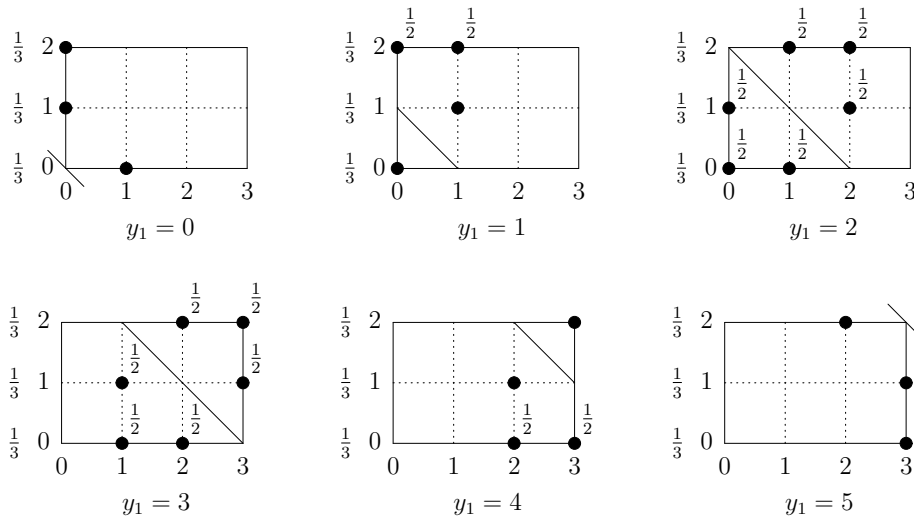 1/3 2
1/3 1
1/3 0
0 1 2 3
y₁ = 0
1/2 1/2
1/3 2
1/3 1
1/3 0
0 1 2 3
y₁ = 1
1/2 1/2
1/3 2
1/2 1/2
1/3 1
1/2 1/2
1/3 0
0 1 2 3
y₁ = 2
1/2 1/2
1/3 2
1/2 1/2
1/3 1
1/2 1/2
1/3 0
0 1 2 3
y₁ = 3
1/3 2
1/3 1
1/2
1/3 0
0 1 2 3
y₁ = 4
1/3 2
1/3 1
1/3 0
0 1 2 3
y₁ = 5